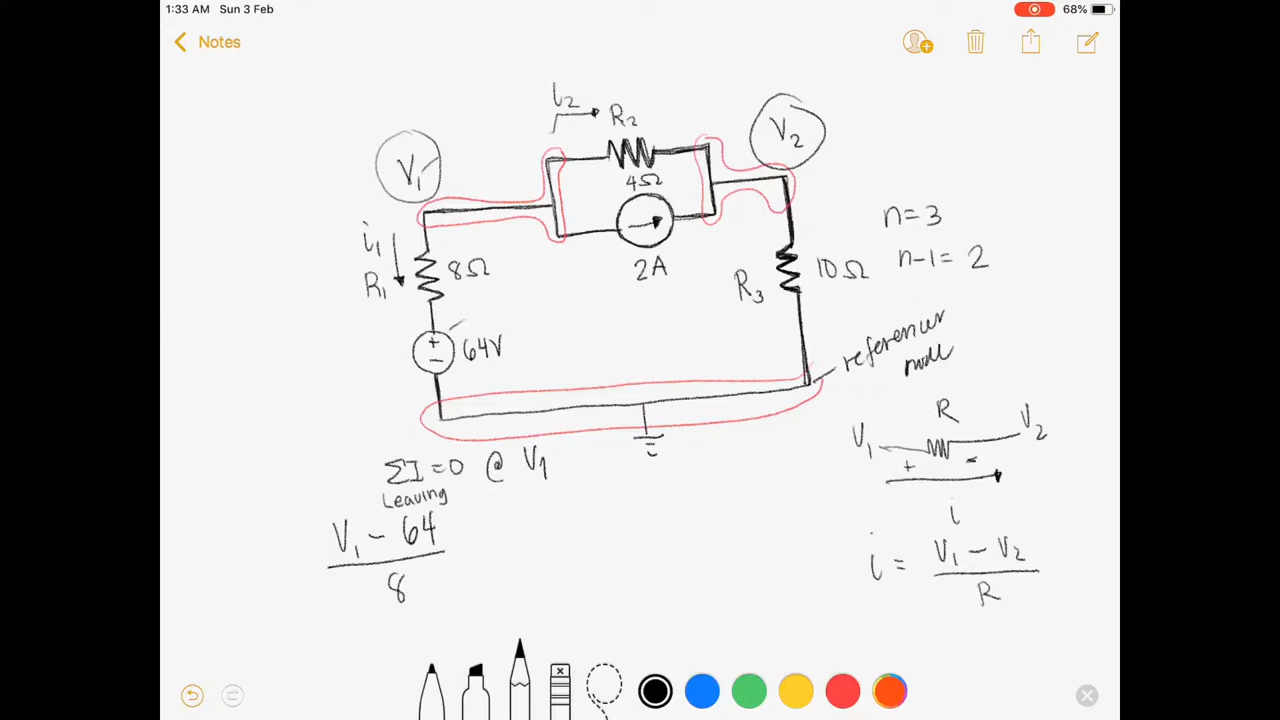 1:33 AM Sun 3 Feb
68%
Notes
i₂
R₂
V₁
V₂
4Ω
i₁
R₁
8Ω
2A
R₃
10Ω
n=3
n-1= 2
+
−
64V
reference
node
ΣI=0 @ V₁
Leaving
V₁ − 64
8
R
V₁
V₂
+
-
i
i = V₁ − V₂
R